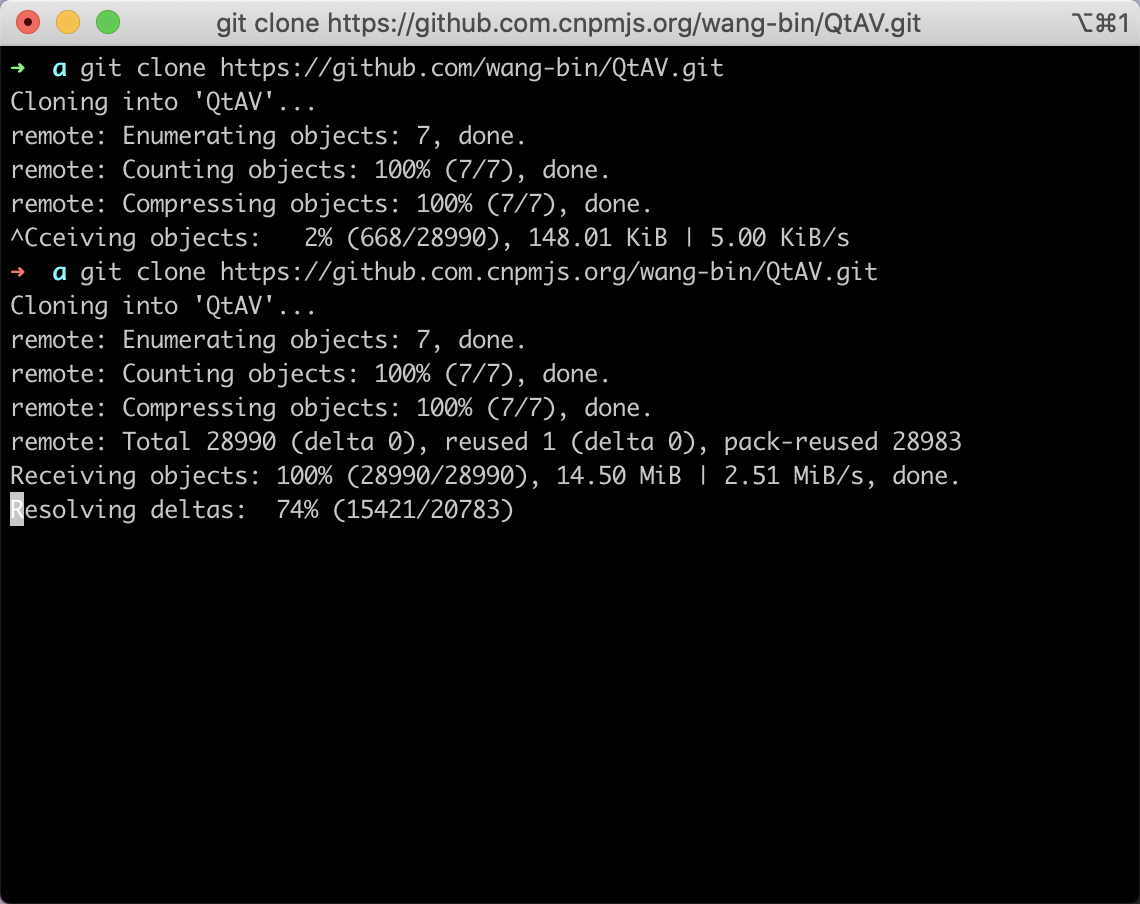 git clone https://github.com.cnpmjs.org/wang-bin/QtAV.git ⌥⌘1
➜ a git clone https://github.com/wang-bin/QtAV.git
Cloning into 'QtAV'...
remote: Enumerating objects: 7, done.
remote: Counting objects: 100% (7/7), done.
remote: Compressing objects: 100% (7/7), done.
^Cceiving objects:   2% (668/28990), 148.01 KiB | 5.00 KiB/s
➜ a git clone https://github.com.cnpmjs.org/wang-bin/QtAV.git
Cloning into 'QtAV'...
remote: Enumerating objects: 7, done.
remote: Counting objects: 100% (7/7), done.
remote: Compressing objects: 100% (7/7), done.
remote: Total 28990 (delta 0), reused 1 (delta 0), pack-reused 28983
Receiving objects: 100% (28990/28990), 14.50 MiB | 2.51 MiB/s, done.
Resolving deltas:  74% (15421/20783)